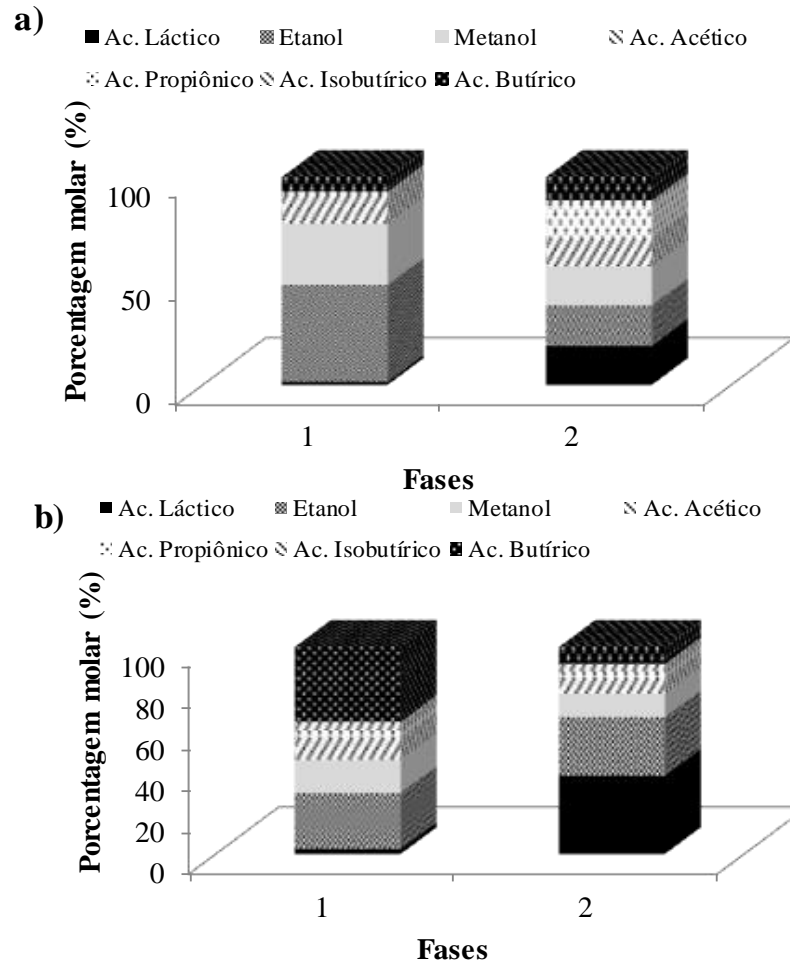 a)
Ac. Láctico Etanol Metanol Ac. Acético
Ac. Propiônico Ac. Isobutírico Ac. Butírico
Porcentagem molar (%)
100
50
0
1 2
Fases
b)
Ac. Láctico Etanol Metanol Ac. Acético
Ac. Propiônico Ac. Isobutírico Ac. Butírico
Porcentagem molar (%)
100
80
60
40
20
0
1 2
Fases